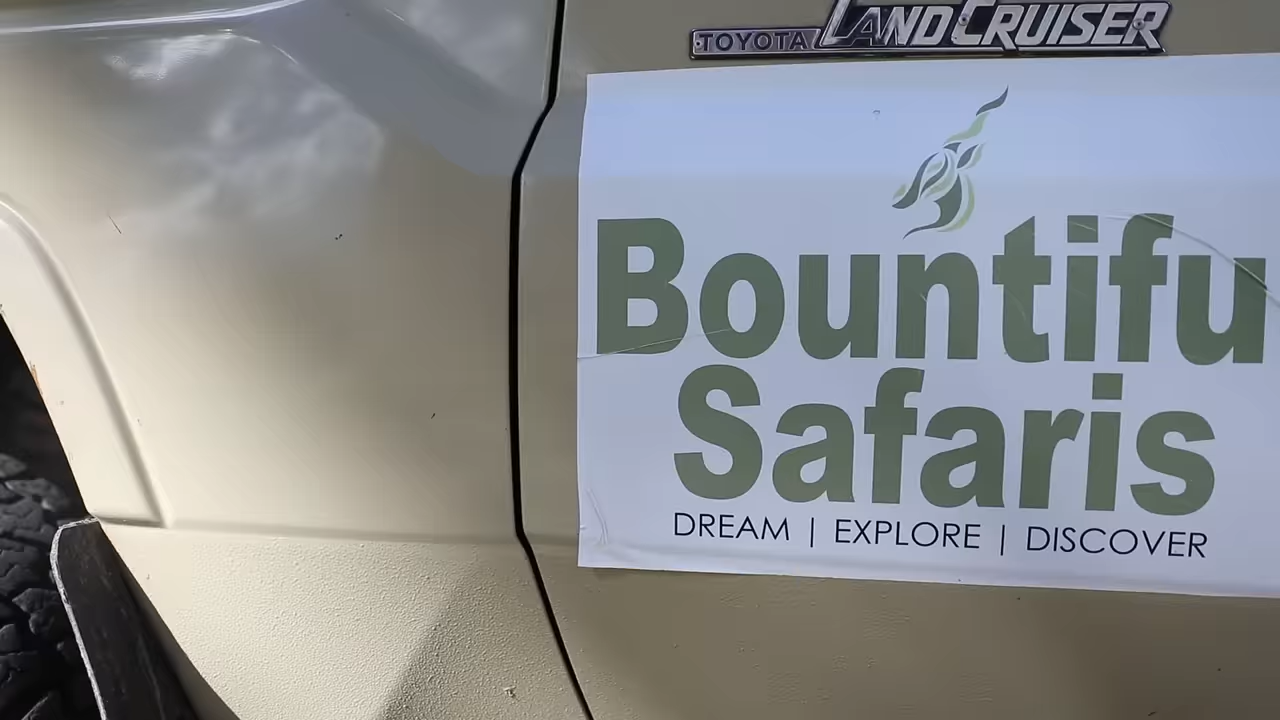 TOYOTA LANDCRUISER
Bountifu
Safaris
DREAM | EXPLORE | DISCOVER